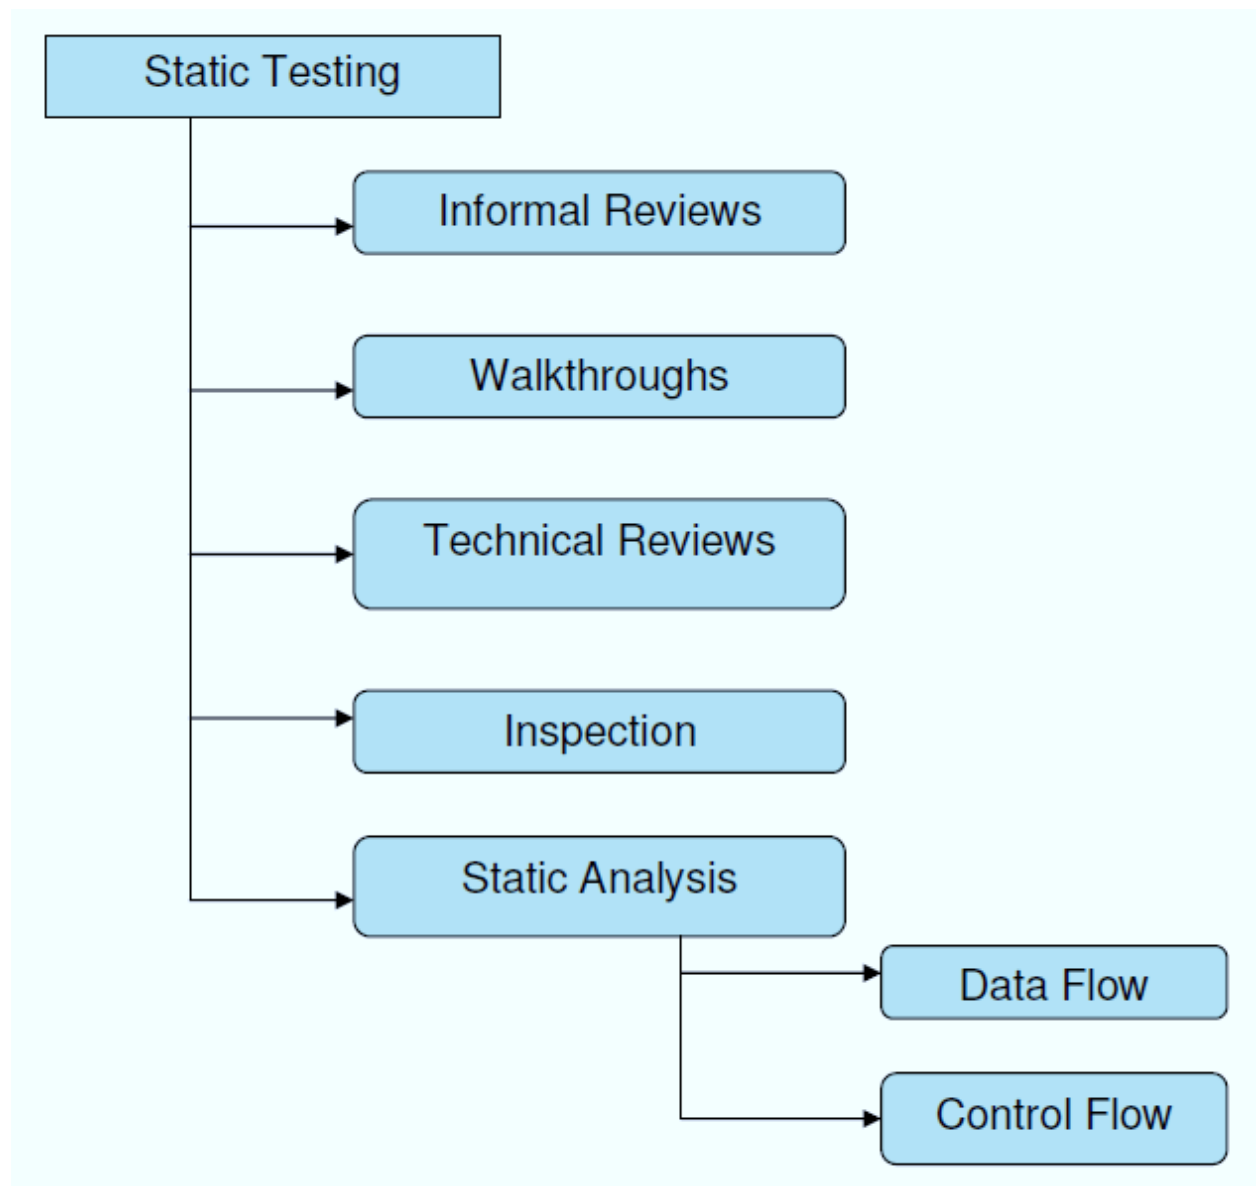 Static Testing
Informal Reviews
Walkthroughs
Technical Reviews
Inspection
Static Analysis
Data Flow
Control Flow